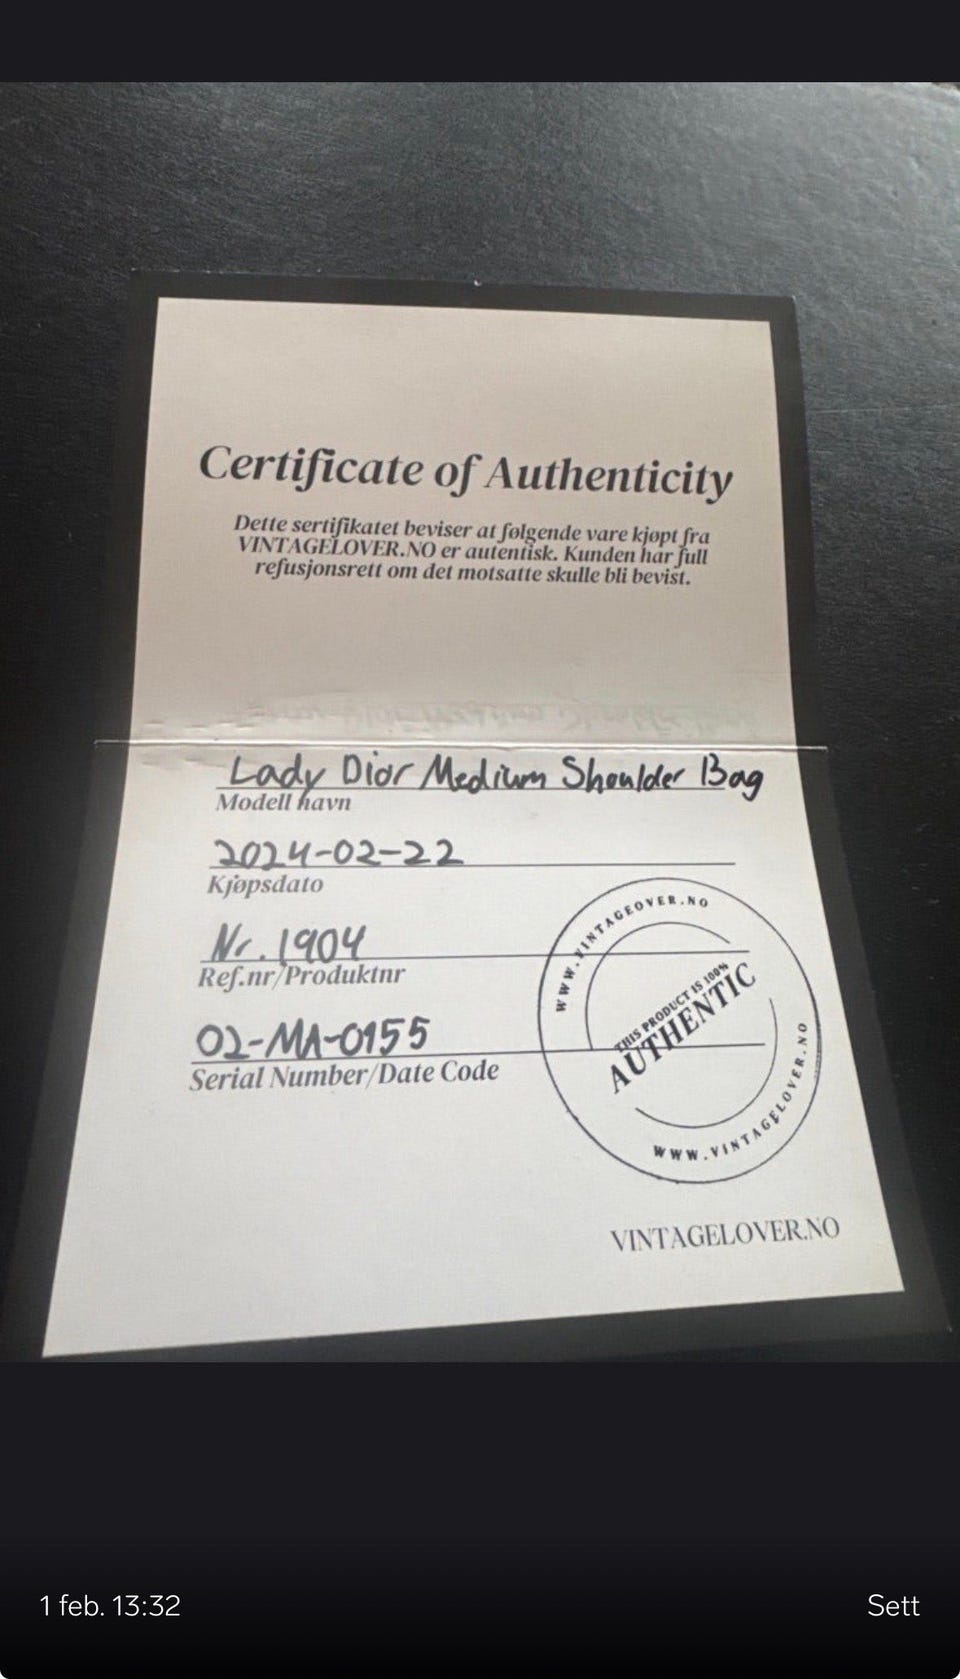 Certificate of Authenticity
Dette sertifikatet beviser at følgende vare kjøpt fra
VINTAGELOVER.NO er autentisk. Kunden har full
refusjonsrett om det motsatte skulle bli bevist.
Lady Dior Medium Shoulder Bag
Modell navn
2024-02-22
Kjøpsdato
Nr. 1904
Ref.nr/Produktnr
02-MA-0155
Serial Number/Date Code
WWW.VINTAGEOVER.NO
THIS PRODUCT IS 100%
AUTHENTIC
WWW.VINTAGELOVER.NO
VINTAGELOVER.NO
1 feb. 13:32
Sett